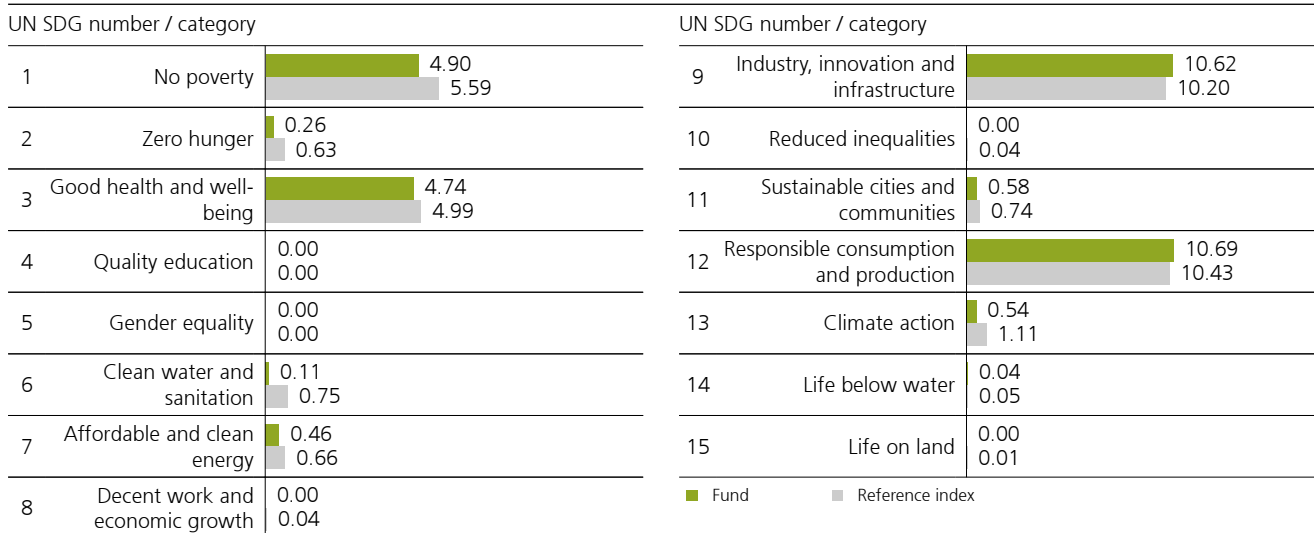 UN SDG number / category
1 No poverty 4.90
5.59
2 Zero hunger 0.26
0.63
3 Good health and well-
being 4.74
4.99
4 Quality education 0.00
0.00
5 Gender equality 0.00
0.00
6 Clean water and
sanitation 0.11
0.75
7 Affordable and clean
energy 0.46
0.66
8 Decent work and
economic growth 0.00
0.04
UN SDG number / category
9 Industry, innovation and
infrastructure 10.62
10.20
10 Reduced inequalities 0.00
0.04
11 Sustainable cities and
communities 0.58
0.74
12 Responsible consumption
and production 10.69
10.43
13 Climate action 0.54
1.11
14 Life below water 0.04
0.05
15 Life on land 0.00
0.01
Fund Reference index